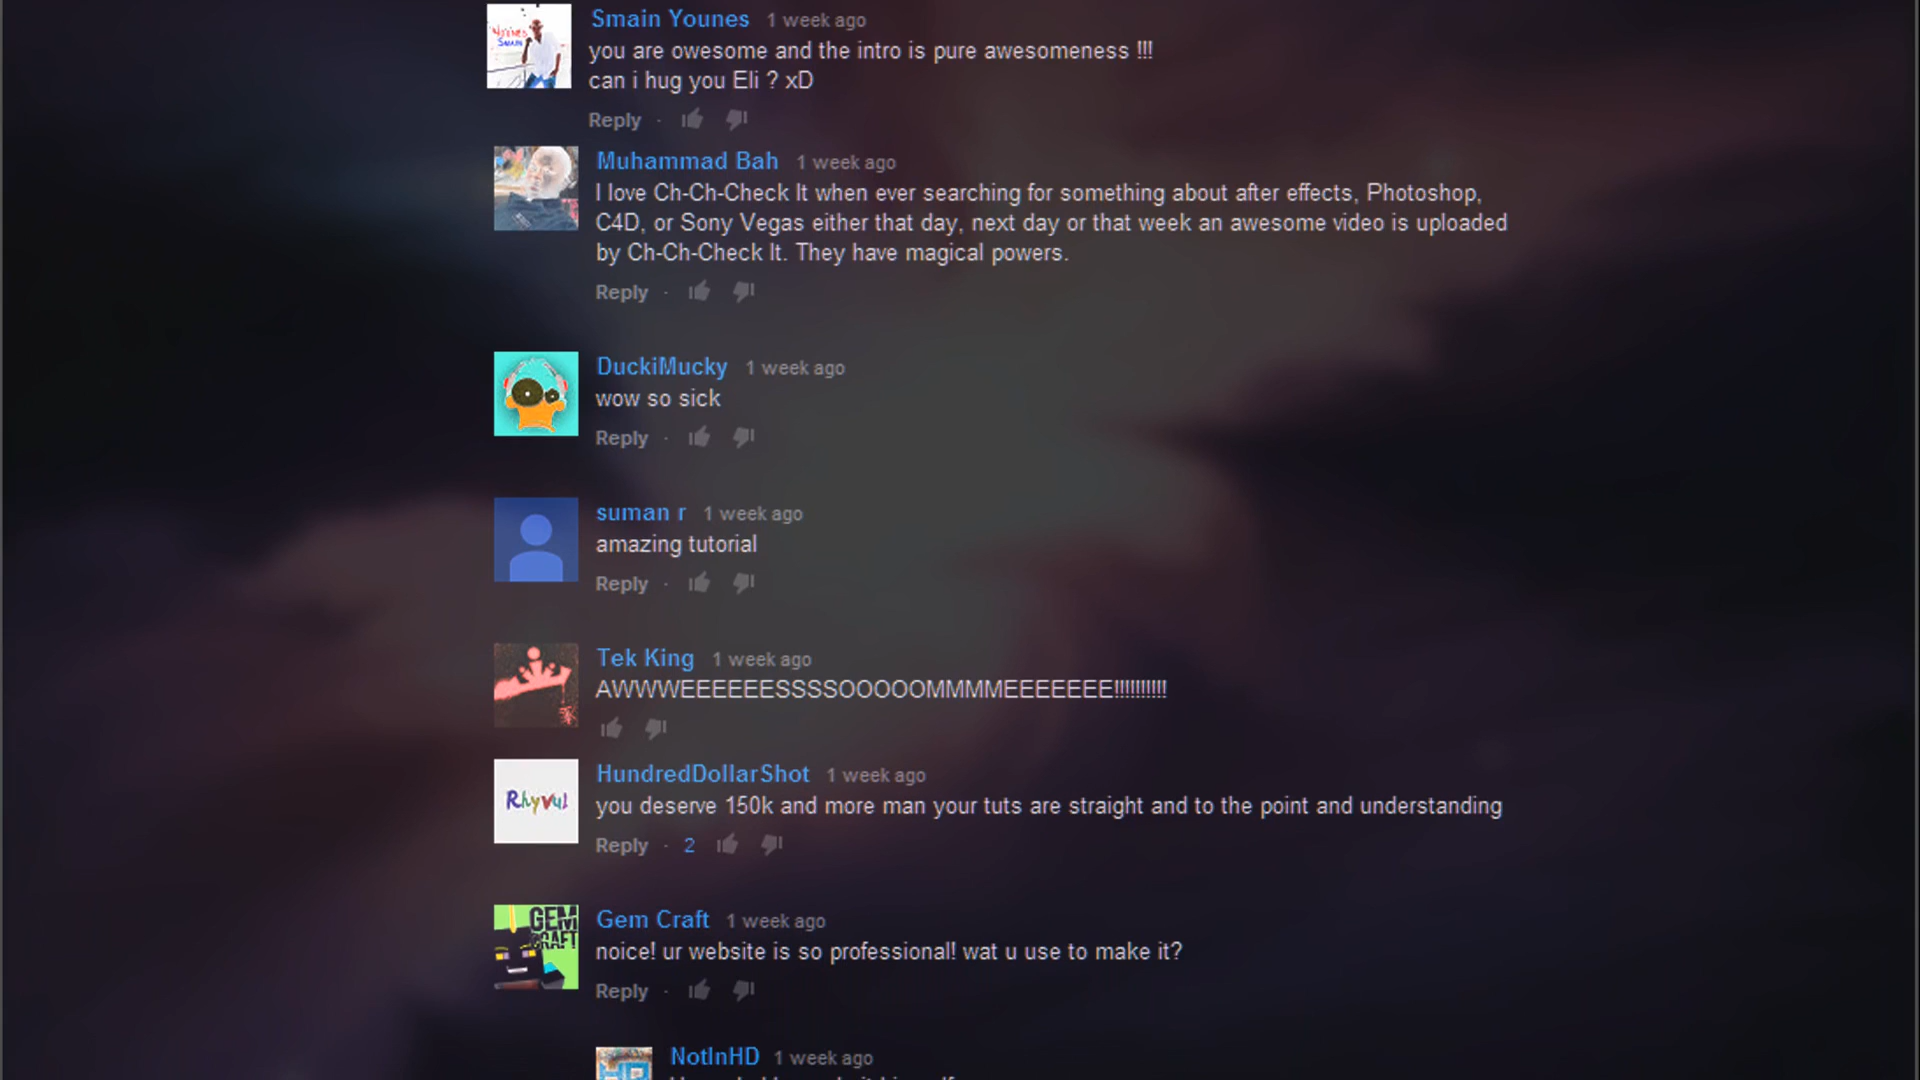 Younes
Smain
Smain Younes 1 week ago
you are owesome and the intro is pure awesomeness !!!
can i hug you Eli ? xD
Reply ·
Muhammad Bah 1 week ago
I love Ch-Ch-Check It when ever searching for something about after effects, Photoshop,
C4D, or Sony Vegas either that day, next day or that week an awesome video is uploaded
by Ch-Ch-Check It. They have magical powers.
Reply ·
DuckiMucky 1 week ago
wow so sick
Reply ·
suman r 1 week ago
amazing tutorial
Reply ·
Tek King 1 week ago
AWWWEEEEEESSSSOOOOOMMMMEEEEEEE!!!!!!!!!!
Rhyvul
HundredDollarShot 1 week ago
you deserve 150k and more man your tuts are straight and to the point and understanding
Reply · 2
GEM
CRAFT
Gem Craft 1 week ago
noice! ur website is so professional! wat u use to make it?
Reply ·
NotInHD 1 week ago